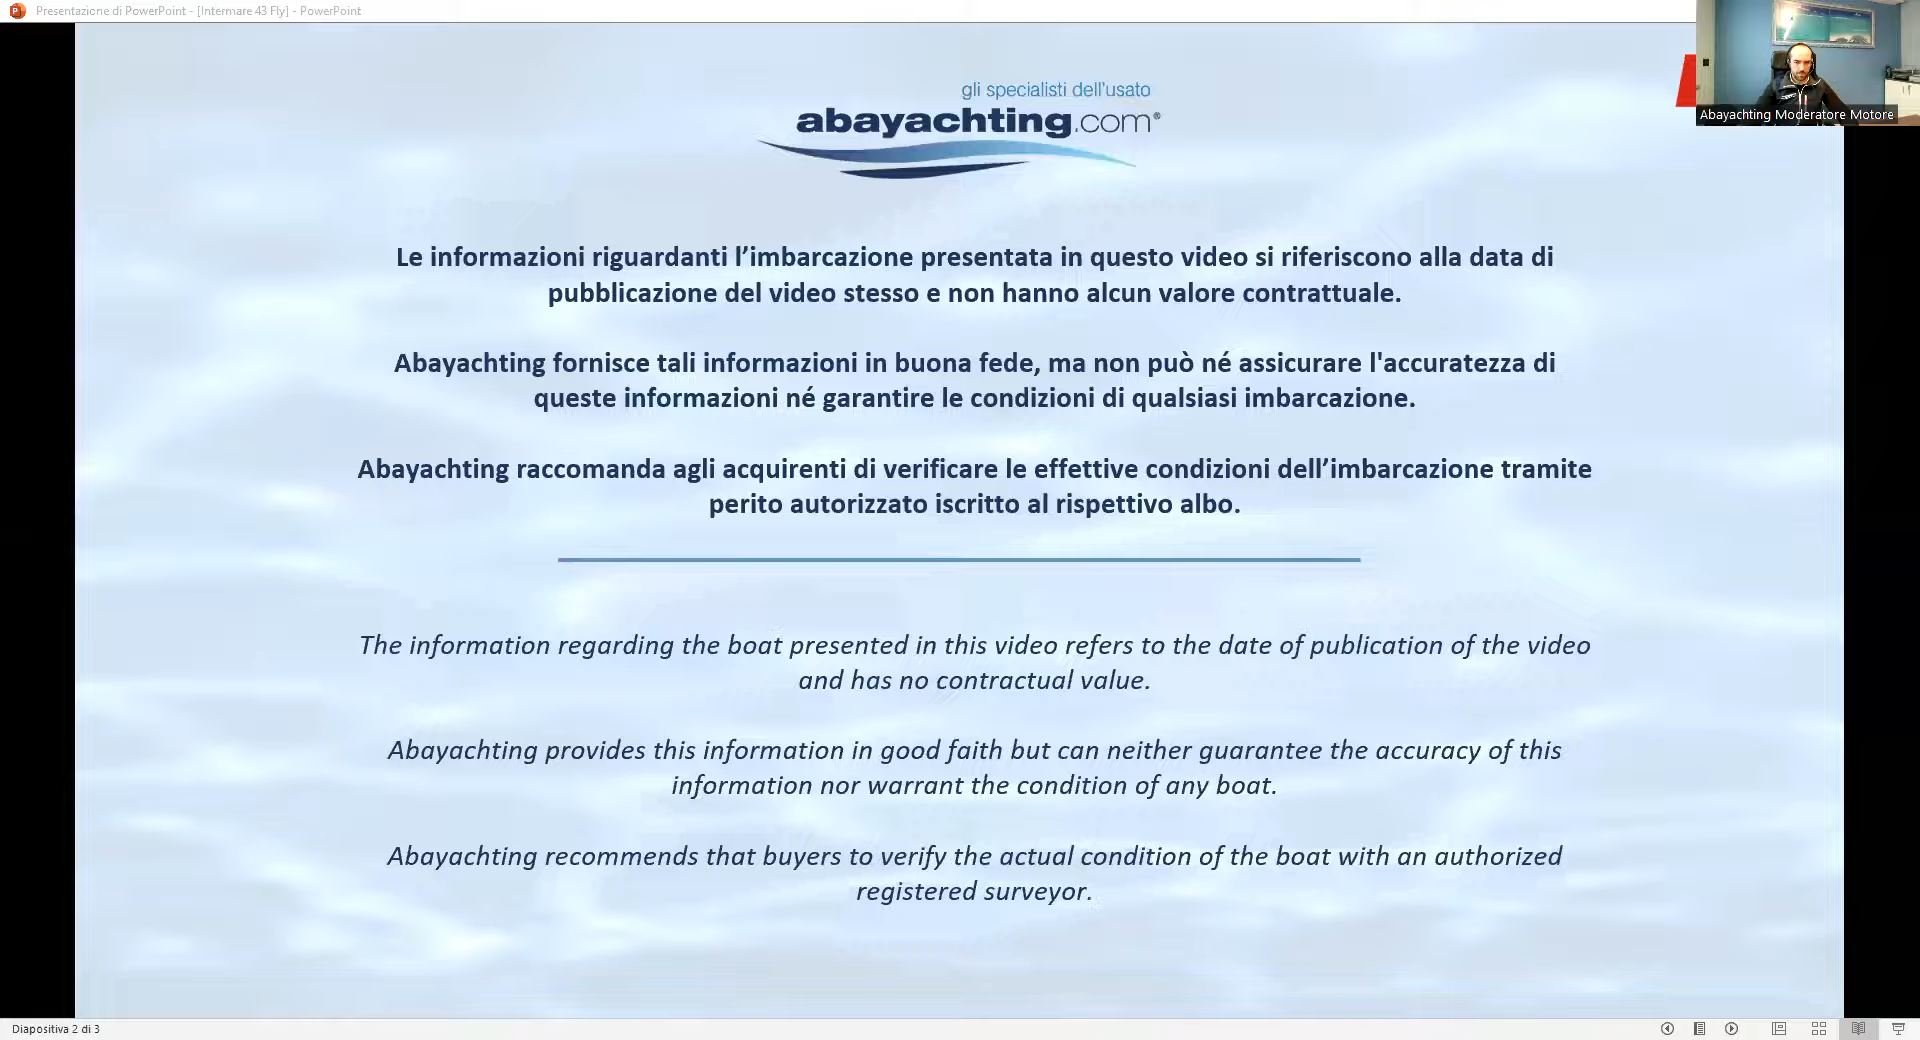 Presentazione di PowerPoint - [Intermare 43 Fly] - PowerPoint
gli specialisti dell'usato
abayachting.com®
Abayachting Moderatore Motore
Le informazioni riguardanti l’imbarcazione presentata in questo video si riferiscono alla data di
pubblicazione del video stesso e non hanno alcun valore contrattuale.
Abayachting fornisce tali informazioni in buona fede, ma non può né assicurare l'accuratezza di
queste informazioni né garantire le condizioni di qualsiasi imbarcazione.
Abayachting raccomanda agli acquirenti di verificare le effettive condizioni dell’imbarcazione tramite
perito autorizzato iscritto al rispettivo albo.
The information regarding the boat presented in this video refers to the date of publication of the video
and has no contractual value.
Abayachting provides this information in good faith but can neither guarantee the accuracy of this
information nor warrant the condition of any boat.
Abayachting recommends that buyers to verify the actual condition of the boat with an authorized
registered surveyor.
Diapositiva 2 di 3